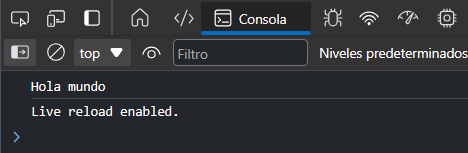 Consola
top
Filtro
Niveles predeterminados
Hola mundo
Live reload enabled.